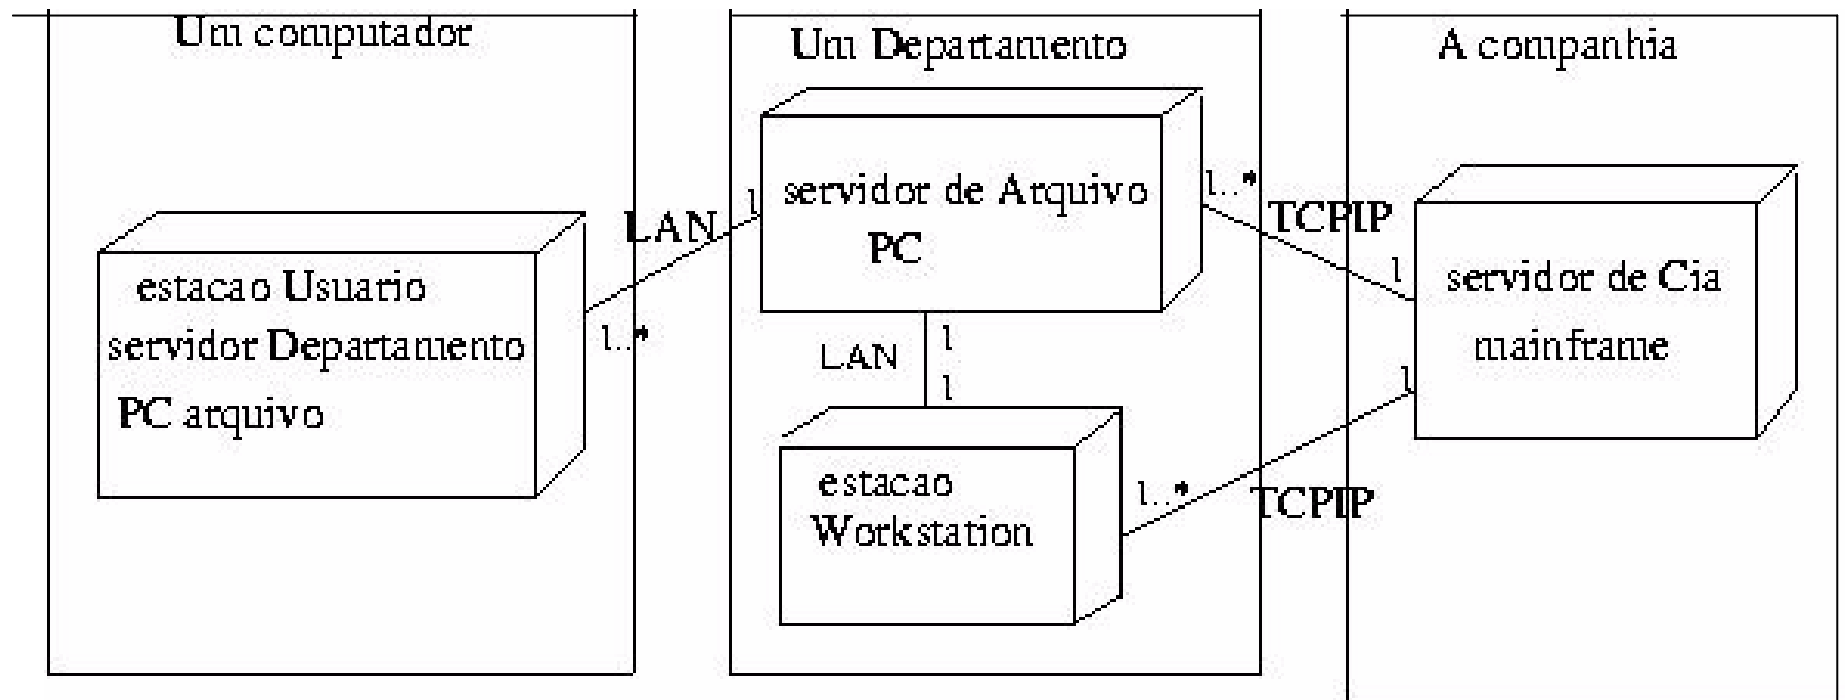 Um computador
estacao Usuario
servidor Departamento
PC arquivo
1..*
LAN
1
Um Departamento
servidor de Arquivo
PC
LAN
1
1
estacao
Workstation
1..*
TCPIP
1
1..*
TCPIP
1
A companhia
servidor de Cia
mainframe